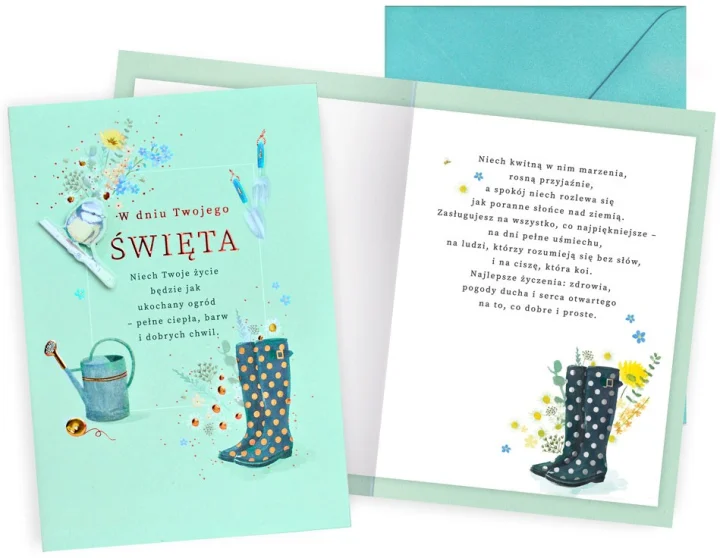 W dniu Twojego
ŚWIĘTA
Niech Twoje życie
będzie jak
ukochany ogród
– pełne ciepła, barw
i dobrych chwil.
Niech kwitną w nim marzenia,
rosną przyjaźnie,
a spokój niech rozlewa się
jak poranne słońce nad ziemią.
Zasługujesz na wszystko, co najpiękniejsze –
na dni pełne uśmiechu,
na ludzi, którzy rozumieją się bez słów,
i na ciszę, która koi.
Najlepsze życzenia: zdrowia,
pogody ducha i serca otwartego
na to, co dobre i proste.